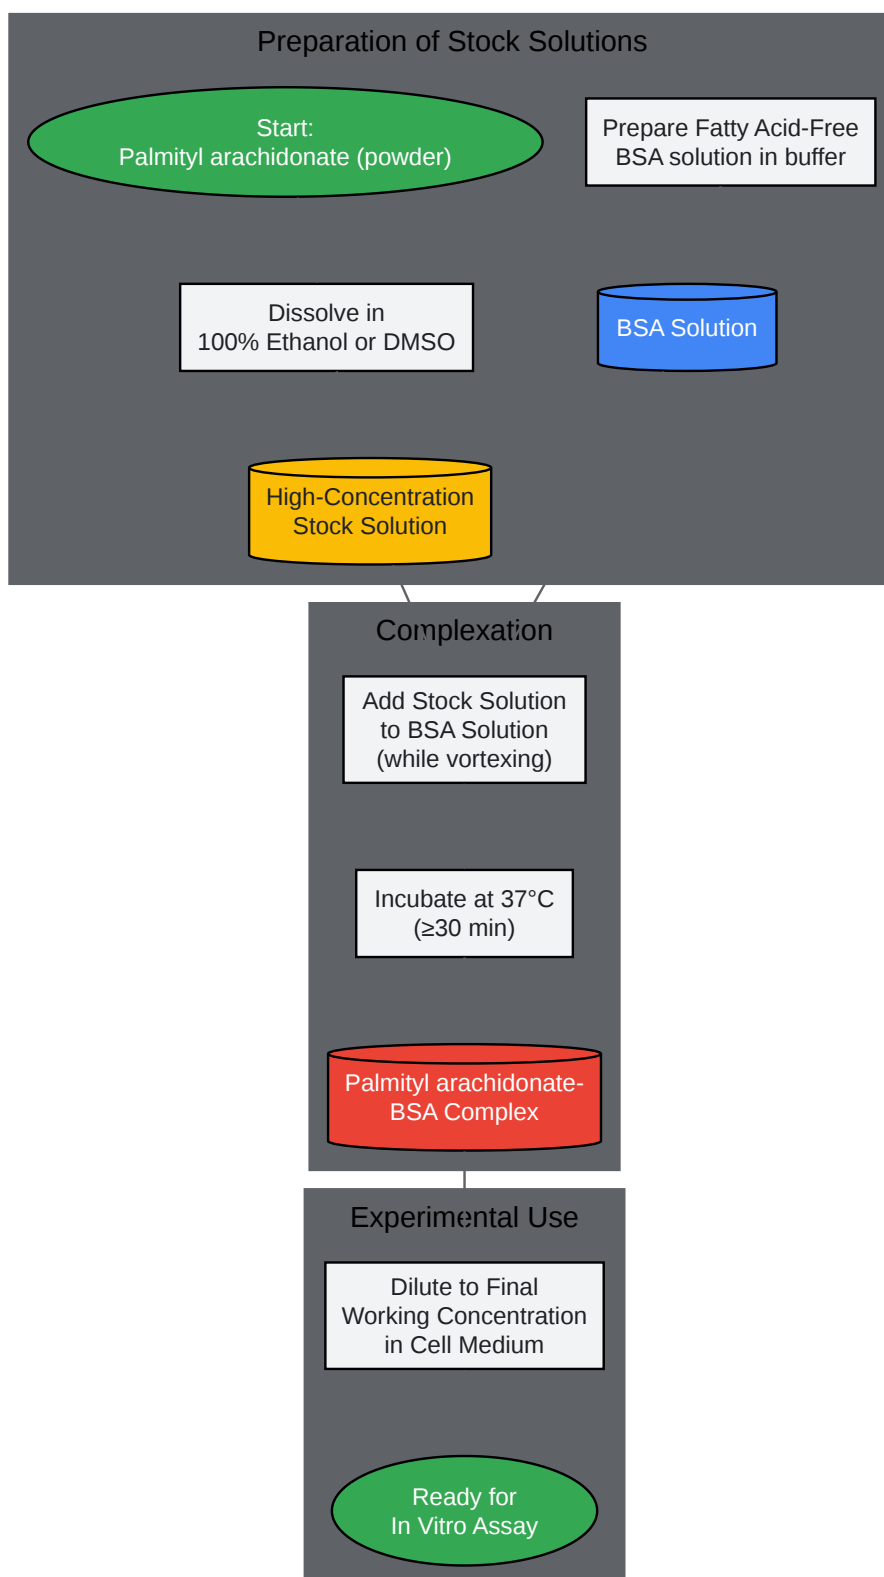 Preparation of Stock Solutions
Start:
Palmityl arachidonate (powder)
Prepare Fatty Acid-Free
BSA solution in buffer
Dissolve in
100% Ethanol or DMSO
BSA Solution
High-Concentration
Stock Solution
Complexation
Add Stock Solution
to BSA Solution
(while vortexing)
Incubate at 37°C
(≥30 min)
Palmityl arachidonate-
BSA Complex
Experimental Use
Dilute to Final
Working Concentration
in Cell Medium
Ready for
In Vitro Assay